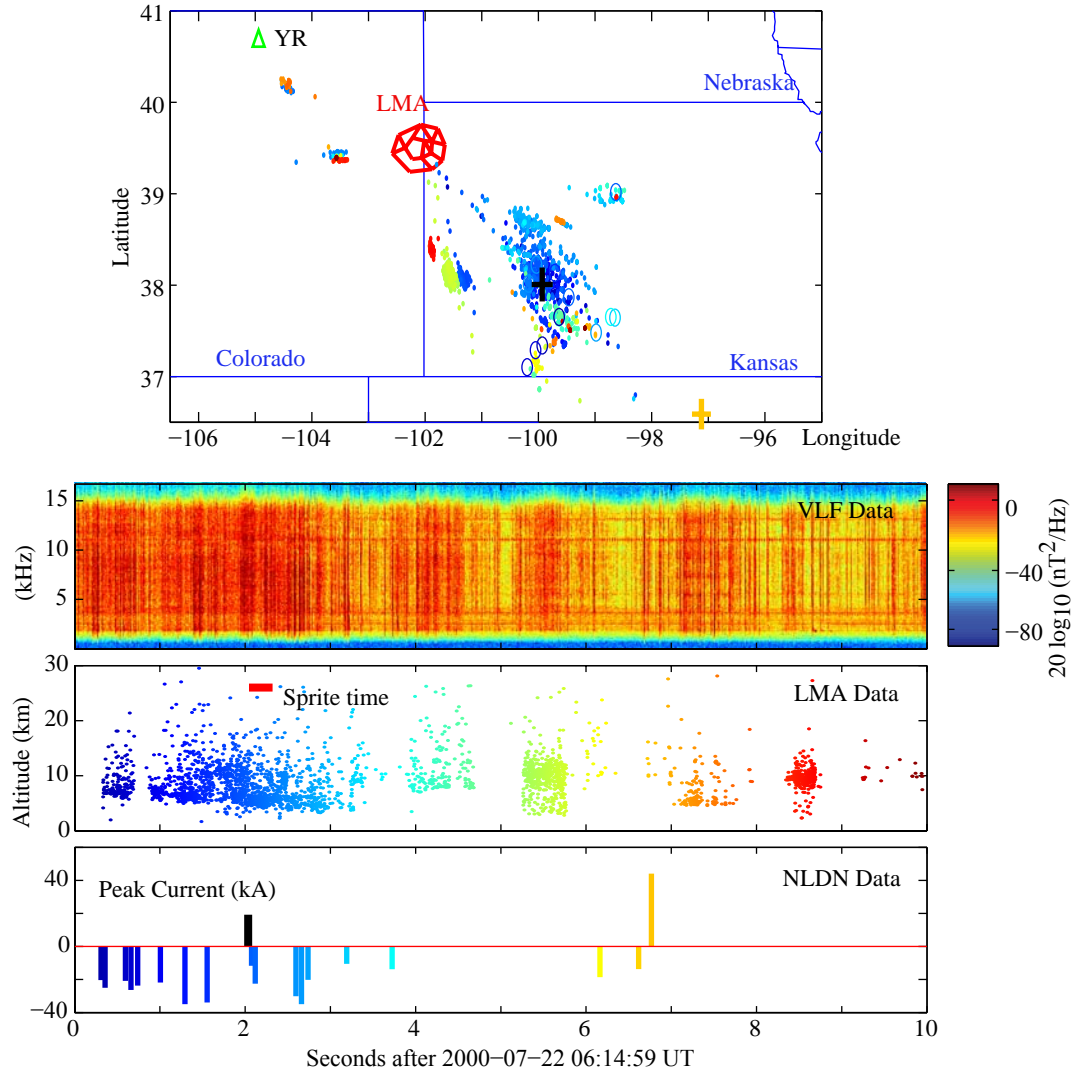 41
YR
Nebraska
40
LMA
39
Latitude
38
Colorado
Kansas
37
−106
−104
−102
−100
−98
−96
Longitude
15
VLF Data
0
10
(kHz)
−40
5
−80
20 log10 (nT²/Hz)
30
Sprite time
LMA Data
20
Altitude (km)
10
0
40
Peak Current (kA)
NLDN Data
0
−40
0
2
4
6
8
10
Seconds after 2000−07−22 06:14:59 UT